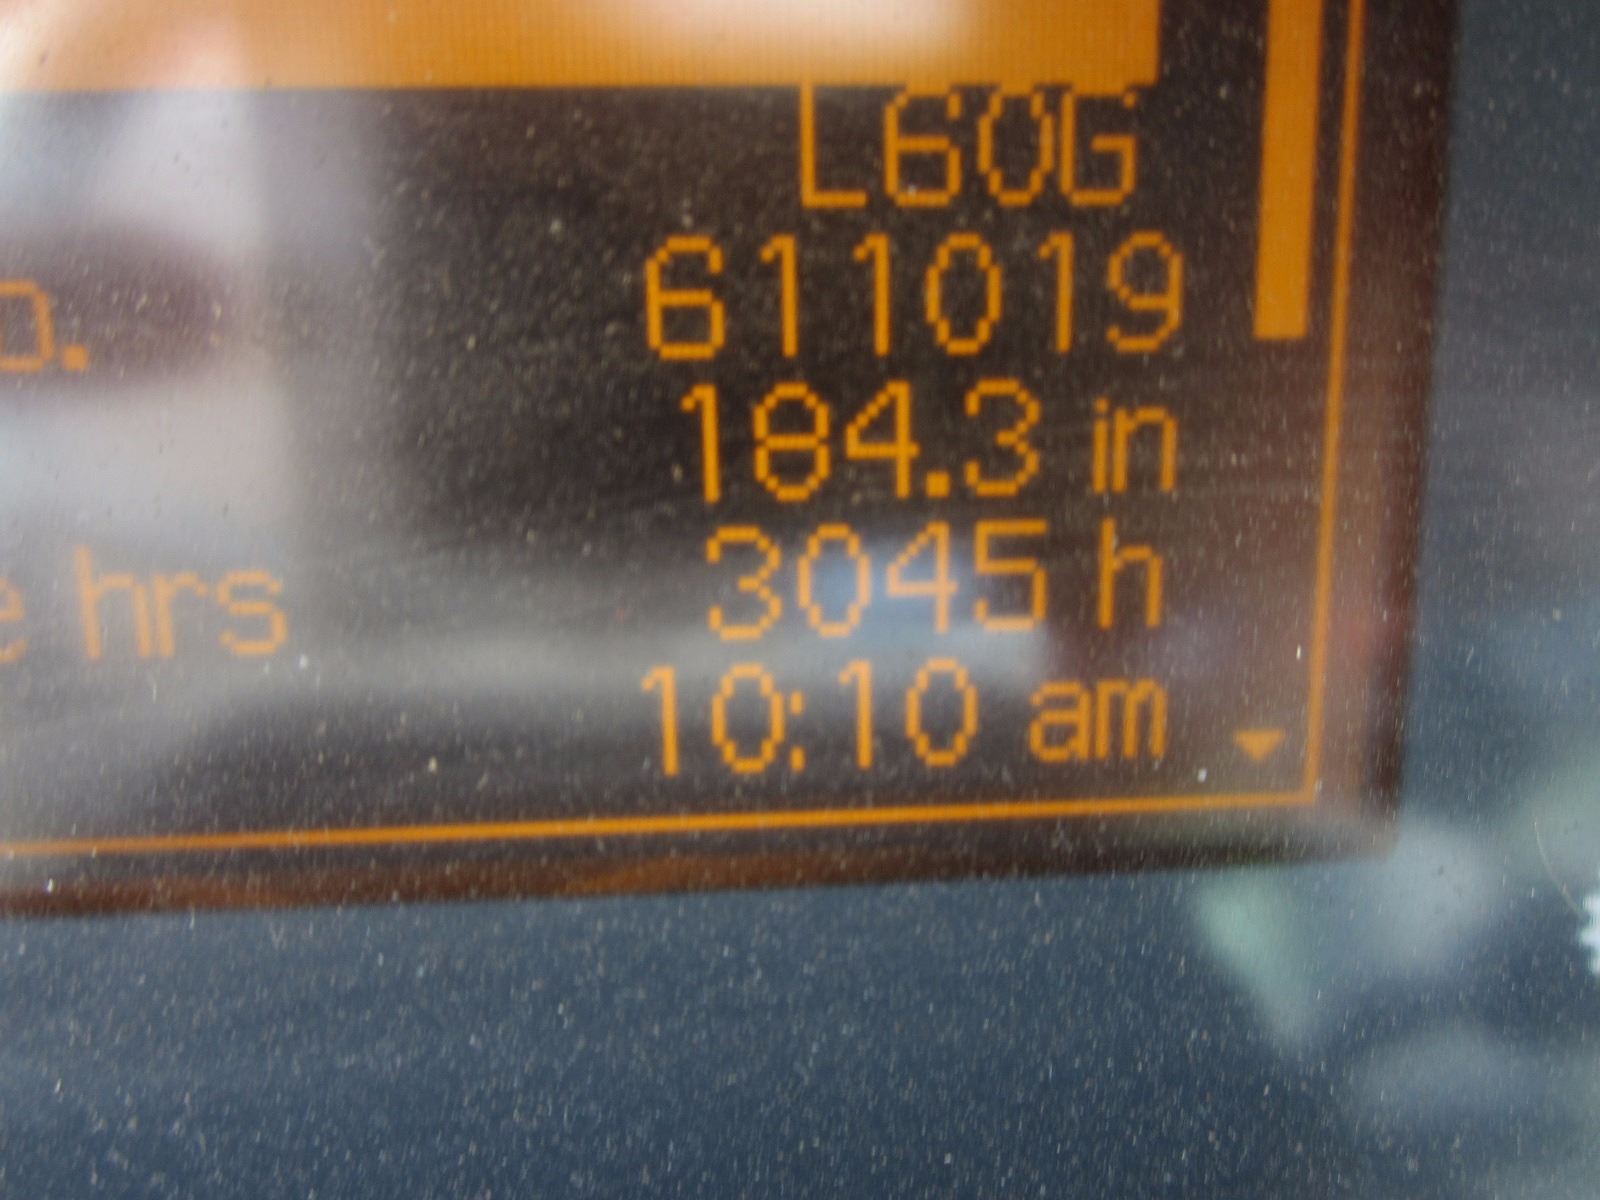 L60G
o. 611019
184.3 in
e hrs 3045 h
10:10 am